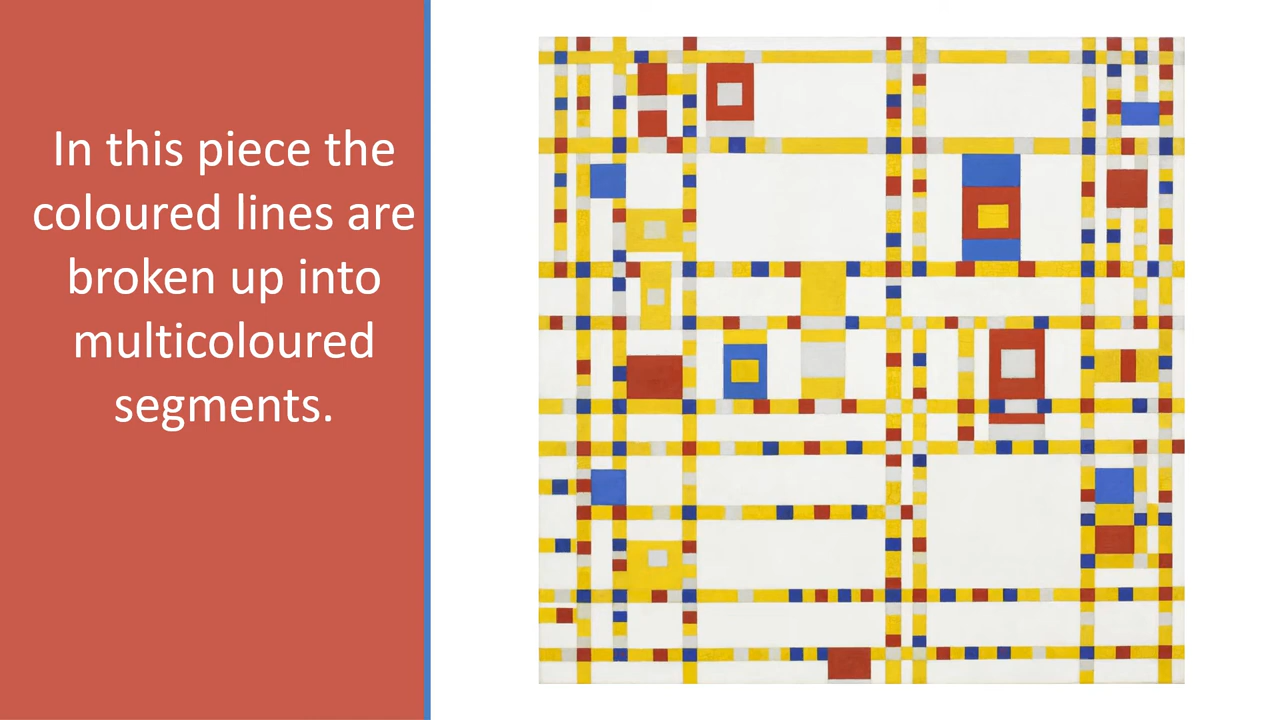 In this piece the
coloured lines are
broken up into
multicoloured
segments.